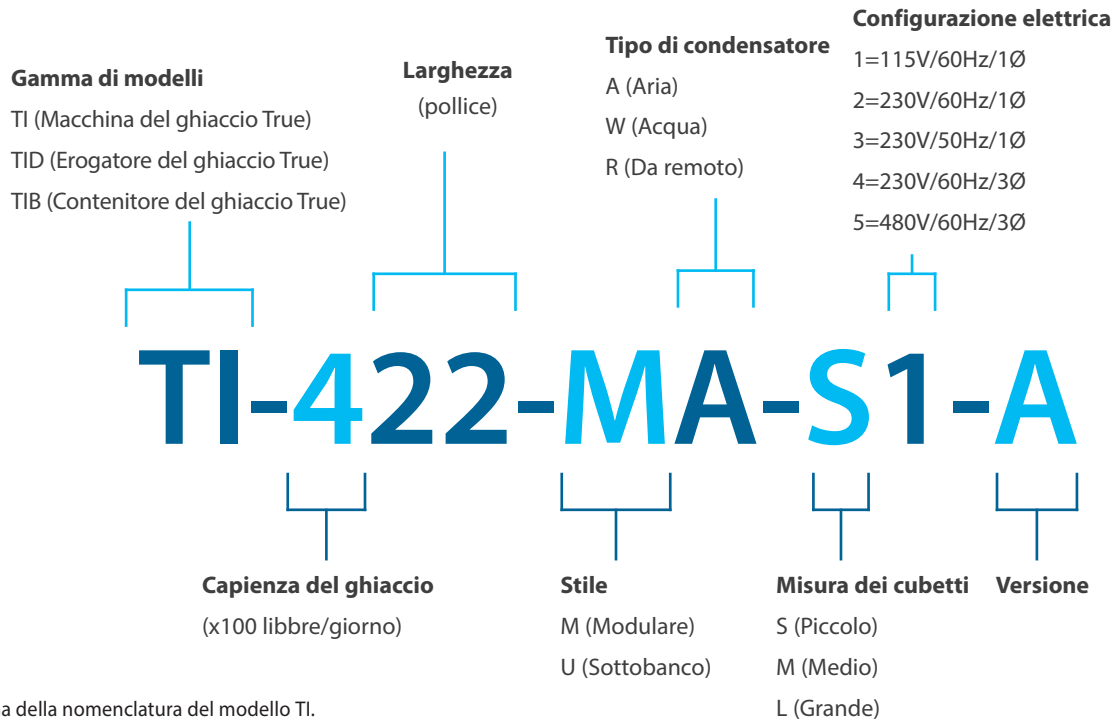 Gamma di modelli
TI (Macchina del ghiaccio True)
TID (Erogatore del ghiaccio True)
TIB (Contenitore del ghiaccio True)
Larghezza
(pollice)
Tipo di condensatore
A (Aria)
W (Acqua)
R (Da remoto)
Configurazione elettrica
1=115V/60Hz/1Ø
2=230V/60Hz/1Ø
3=230V/50Hz/1Ø
4=230V/60Hz/3Ø
5=480V/60Hz/3Ø
TI-422-MA-S1-A
Capienza del ghiaccio
(x100 libbre/giorno)
Stile
M (Modulare)
U (Sottobanco)
Misura dei cubetti
S (Piccolo)
M (Medio)
L (Grande)
Versione
della nomenclatura del modello TI.